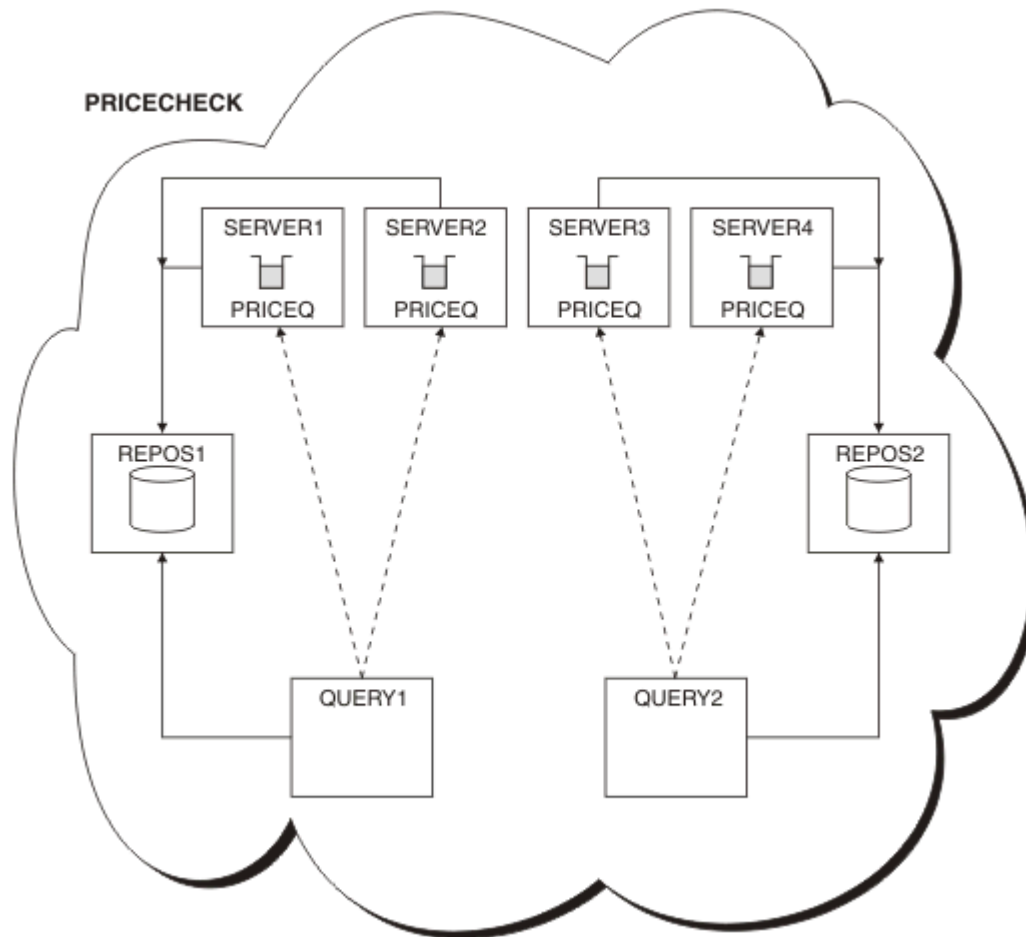 PRICECHECK
SERVER1
SERVER2
SERVER3
SERVER4
PRICEQ
PRICEQ
PRICEQ
PRICEQ
REPOS1
REPOS2
QUERY1
QUERY2